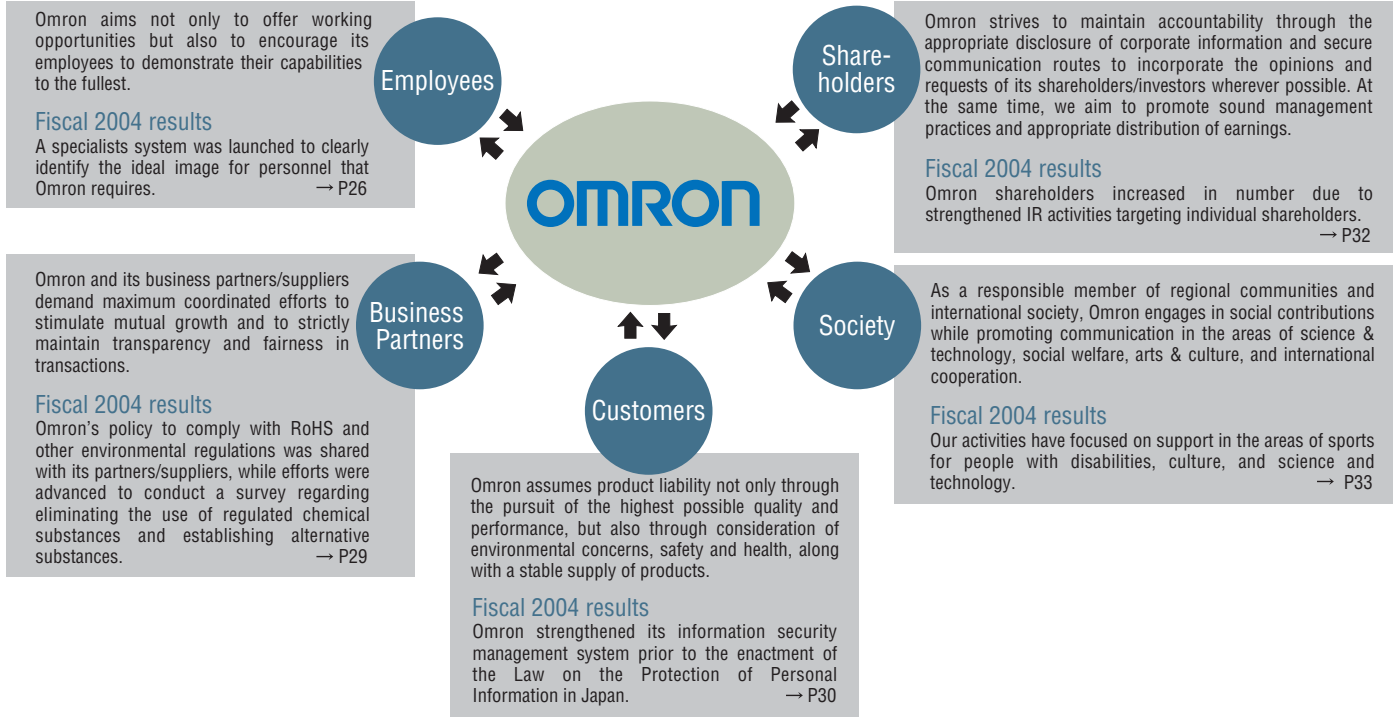 Omron aims not only to offer working
opportunities but also to encourage its
employees to demonstrate their capabilities
to the fullest.
Fiscal 2004 results
A specialists system was launched to clearly
identify the ideal image for personnel that
Omron requires. → P26
Employees
Share-
holders
Omron strives to maintain accountability through the
appropriate disclosure of corporate information and secure
communication routes to incorporate the opinions and
requests of its shareholders/investors wherever possible. At
the same time, we aim to promote sound management
practices and appropriate distribution of earnings.
Fiscal 2004 results
Omron shareholders increased in number due to
strengthened IR activities targeting individual shareholders.
→ P32
OMRON
Omron and its business partners/suppliers
demand maximum coordinated efforts to
stimulate mutual growth and to strictly
maintain transparency and fairness in
transactions.
Fiscal 2004 results
Omron's policy to comply with RoHS and
other environmental regulations was shared
with its partners/suppliers, while efforts were
advanced to conduct a survey regarding
eliminating the use of regulated chemical
substances and establishing alternative
substances. → P29
Business
Partners
Society
As a responsible member of regional communities and
international society, Omron engages in social contributions
while promoting communication in the areas of science &
technology, social welfare, arts & culture, and international
cooperation.
Fiscal 2004 results
Our activities have focused on support in the areas of sports
for people with disabilities, culture, and science and
technology. → P33
Customers
Omron assumes product liability not only through
the pursuit of the highest possible quality and
performance, but also through consideration of
environmental concerns, safety and health, along
with a stable supply of products.
Fiscal 2004 results
Omron strengthened its information security
management system prior to the enactment of
the Law on the Protection of Personal
Information in Japan. → P30